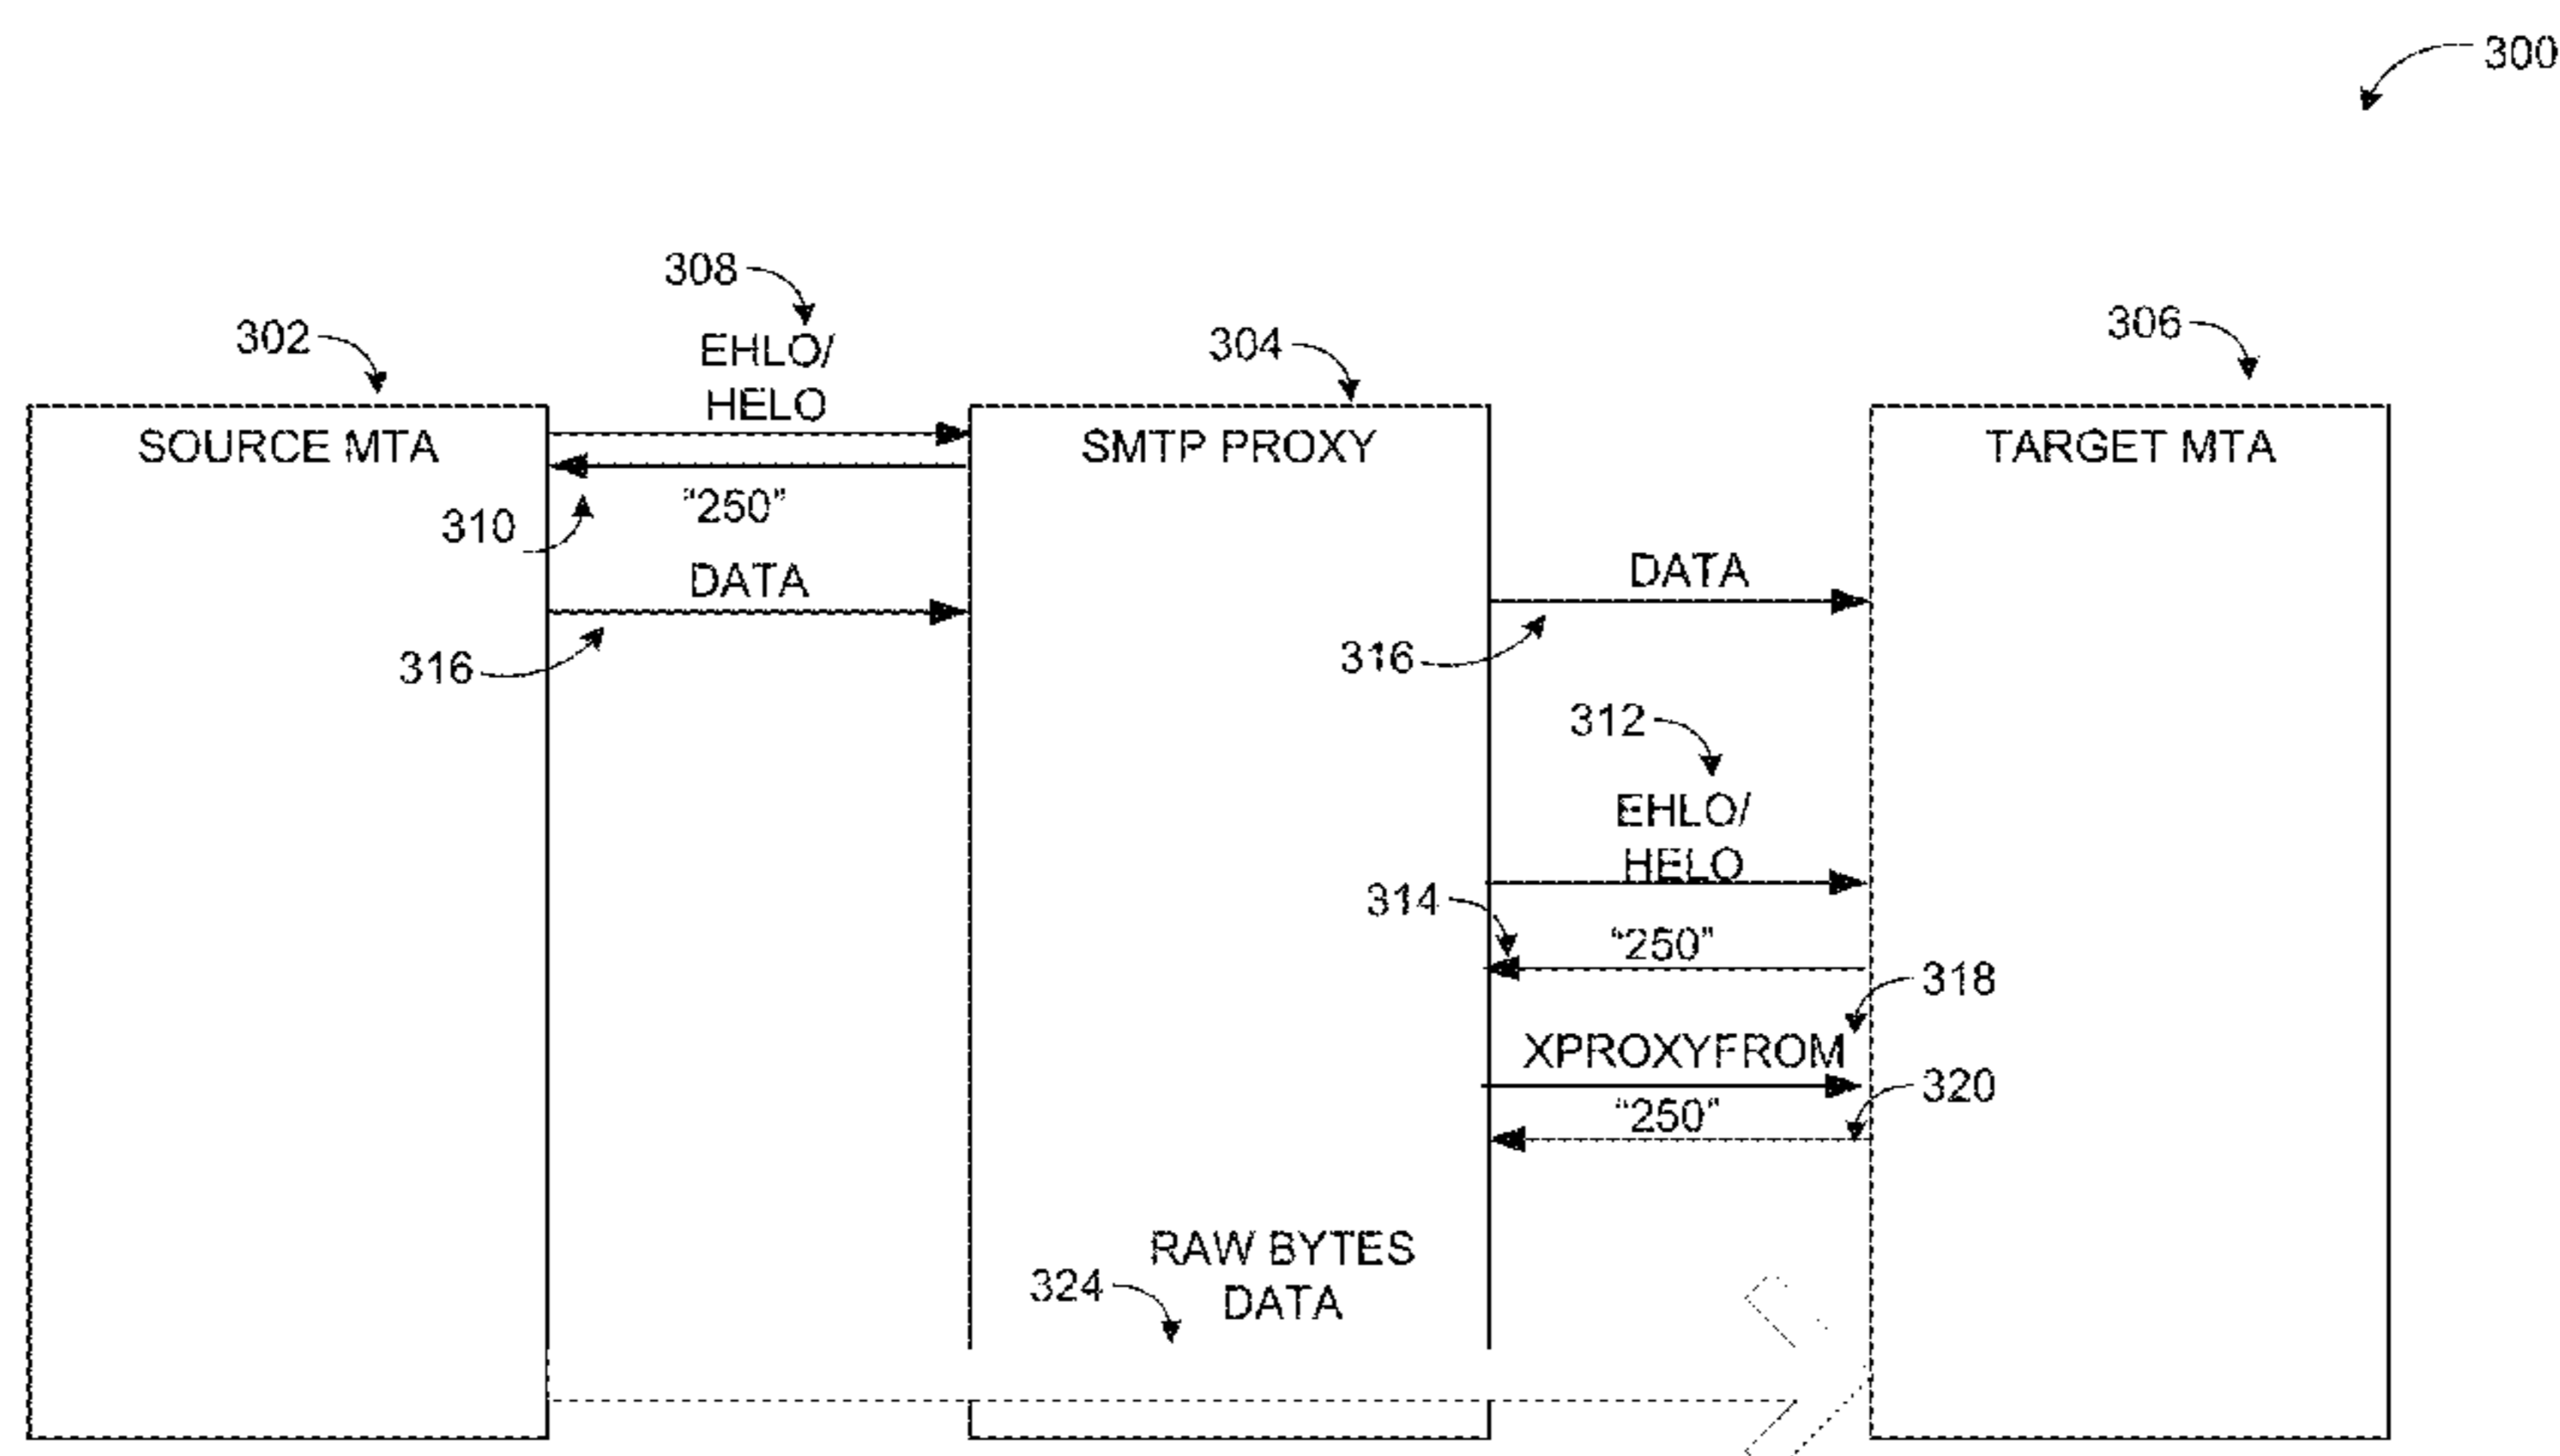 300
308
EHLO/
HELO
302
304
306
SOURCE MTA
SMTP PROXY
TARGET MTA
310
“250”
DATA
DATA
316
316
312
EHLO/
HELO
314
“250”
318
XPROXYFROM
320
“250”
RAW BYTES
DATA
324